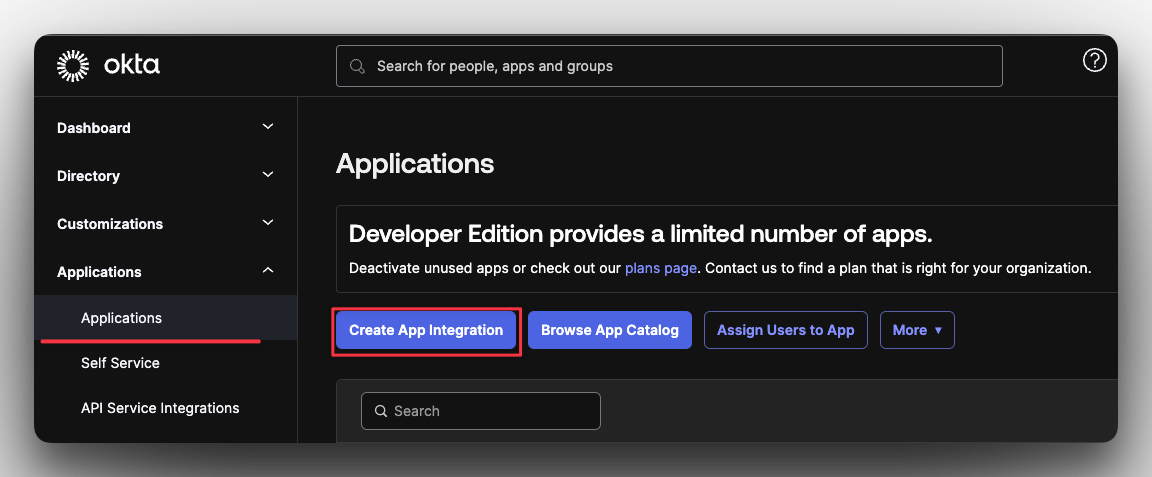 okta
Search for people, apps and groups
?
Dashboard
Directory
Customizations
Applications
Applications
Self Service
API Service Integrations
Applications
Developer Edition provides a limited number of apps.
Deactivate unused apps or check out our plans page. Contact us to find a plan that is right for your organization.
Create App Integration
Browse App Catalog
Assign Users to App
More
Search